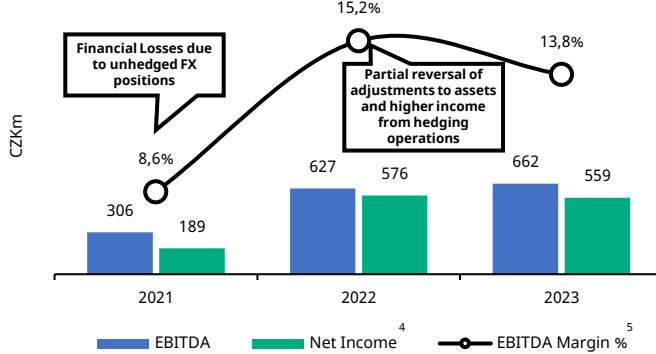 15,2%
13,8%
Financial Losses due
to unhedged FX
positions
Partial reversal of
adjustments to assets
and higher income
from hedging
operations
CZKm
8,6%
306
189
627
576
662
559
2021
2022
2023
EBITDA
Net Income 4
EBITDA Margin % 5